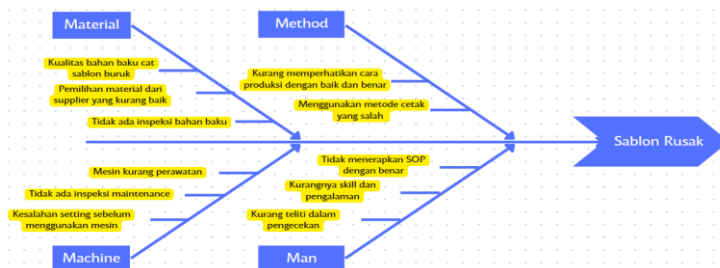 Material
Method
Kualitas bahan baku cat
sablon buruk
Pemilihan material dari
supplier yang kurang baik
Tidak ada inspeksi bahan baku
Kurang memperhatikan cara
produksi dengan baik dan benar
Menggunakan metode cetak
yang salah
Sablon Rusak
Mesin kurang perawatan
Tidak ada inspeksi maintenance
Kesalahan setting sebelum
menggunakan mesin
Tidak menerapkan SOP
dengan benar
Kurangnya skill dan
pengalaman
Kurang teliti dalam
pengecekan
Machine
Man